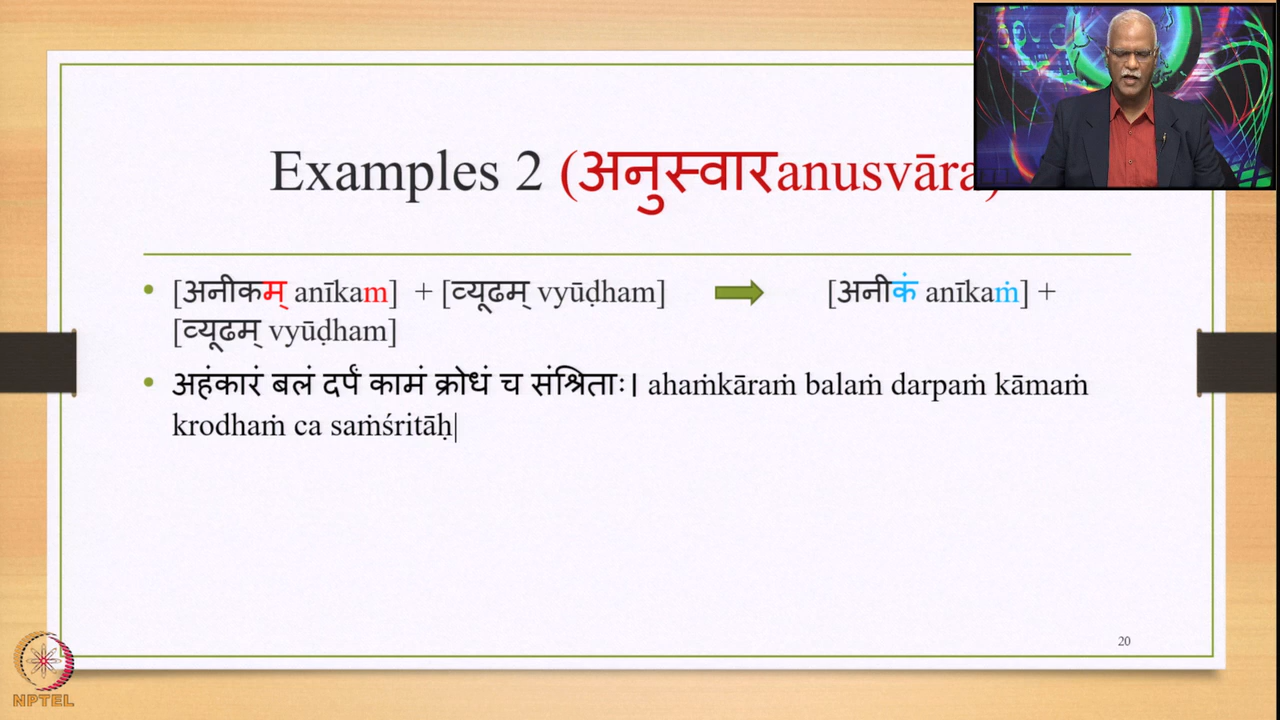 Examples 2 (अनुस्वारanusvāra)
[अनीकम् anīkam] + [व्यूढम् vyūḍham] [अनीकं anīkaṁ] +
[व्यूढम् vyūḍham]
अहंकारं बलं दर्पं कामं क्रोधं च संश्रिताः। ahaṁkāraṁ balaṁ darpaṁ kāmaṁ
krodhaṁ ca saṁśritāḥ|
20
NPTEL